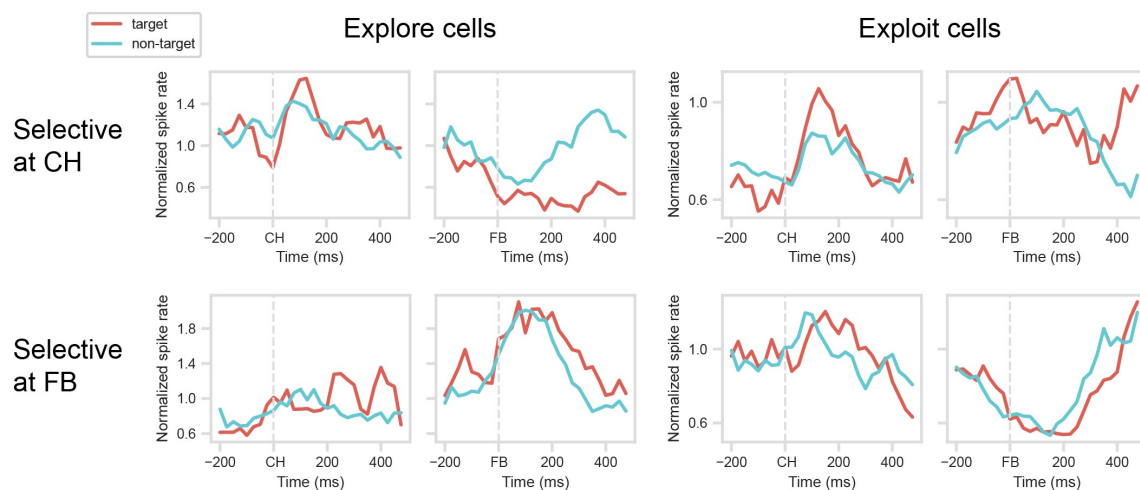 target
non-target
Explore cells
Exploit cells
Selective
at CH
Normalized spike rate
1.4
1.0
0.6
−200
CH
200
400
Time (ms)
−200
FB
200
400
Time (ms)
Normalized spike rate
1.0
0.6
−200
CH
200
400
Time (ms)
−200
FB
200
400
Time (ms)
Selective
at FB
Normalized spike rate
1.8
1.4
1.0
0.6
−200
CH
200
400
Time (ms)
−200
FB
200
400
Time (ms)
Normalized spike rate
1.0
0.6
−200
CH
200
400
Time (ms)
−200
FB
200
400
Time (ms)